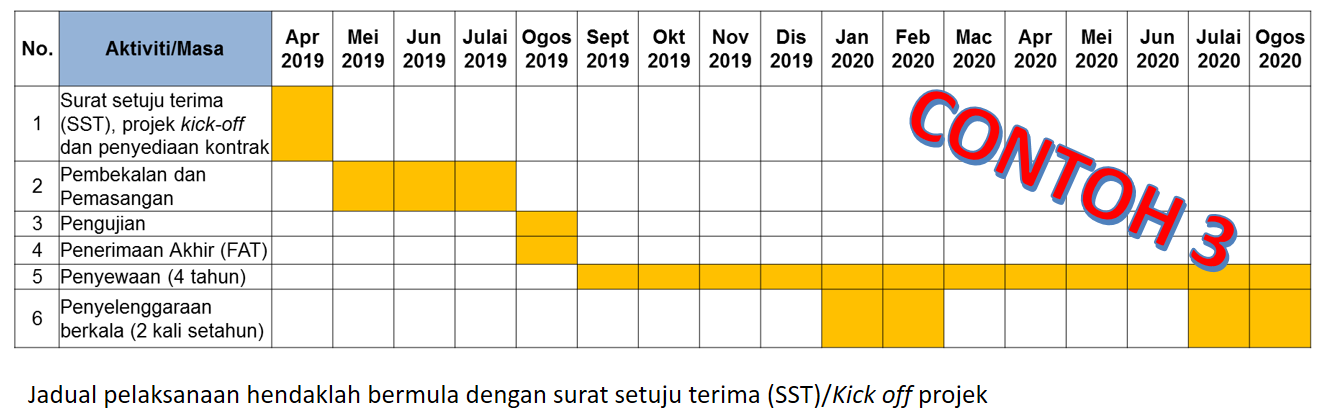 No. Aktiviti/Masa Apr 2019 Mei 2019 Jun 2019 Julai 2019 Ogos 2019 Sept 2019 Okt 2019 Nov 2019 Dis 2019 Jan 2020 Feb 2020 Mac 2020 Apr 2020 Mei 2020 Jun 2020 Julai 2020 Ogos 2020
1 Surat setuju terima
(SST), projek kick-off
dan penyediaan kontrak
2 Pembekalan dan
Pemasangan
3 Pengujian
4 Penerimaan Akhir (FAT)
5 Penyewaan (4 tahun)
6 Penyelenggaraan
berkala (2 kali setahun)
CONTOH 3
Jadual pelaksanaan hendaklah bermula dengan surat setuju terima (SST)/Kick off projek